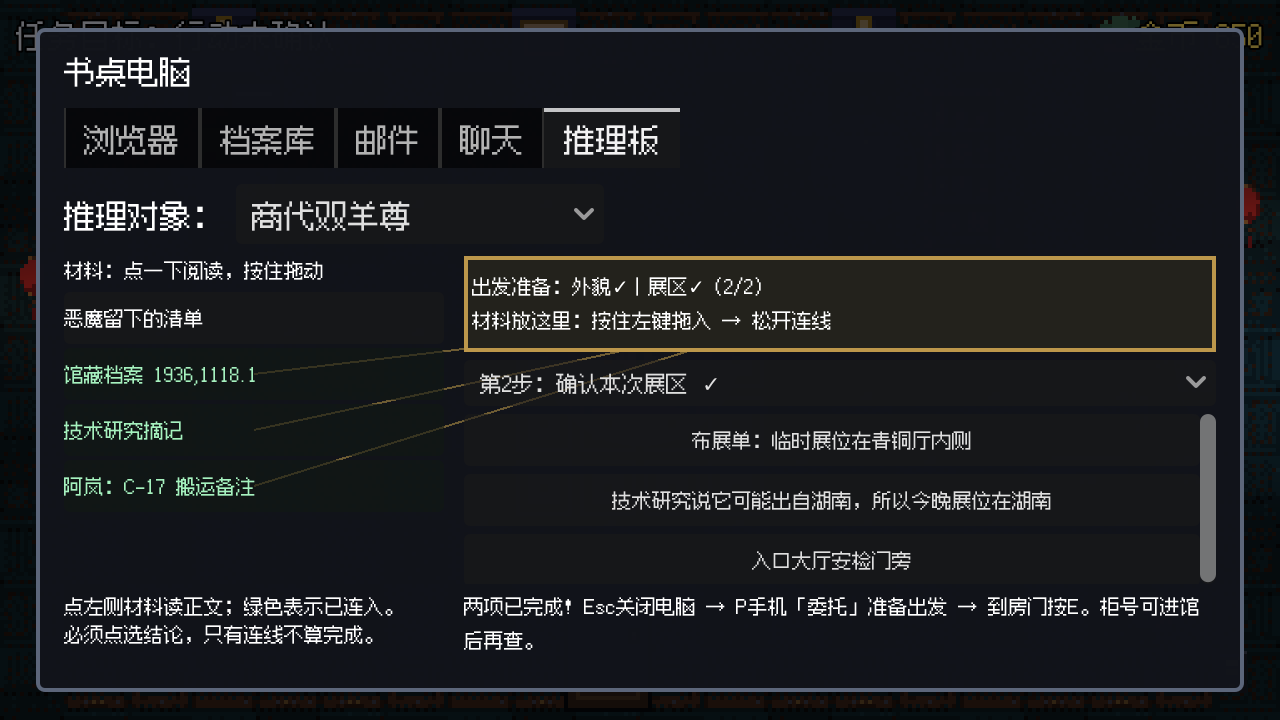 书桌电脑
浏览器
档案库
邮件
聊天
推理板
推理对象：
商代双羊尊
材料：点一下阅读，按住拖动
恶魔留下的清单
馆藏档案 1936,1118.1
技术研究摘记
阿岚：C-17 搬运备注
出发准备：外貌✓｜展区✓（2/2）
材料放这里：按住左键拖入 → 松开连线
第2步：确认本次展区 ✓
布展单：临时展位在青铜厅内侧
技术研究说它可能出自湖南，所以今晚展位在湖南
入口大厅安检门旁
点左侧材料读正文；绿色表示已连入。
必须点选结论，只有连线不算完成。
两项已完成！Esc关闭电脑 → P手机「委托」准备出发 → 到房门按E。柜号可进馆
后再查。